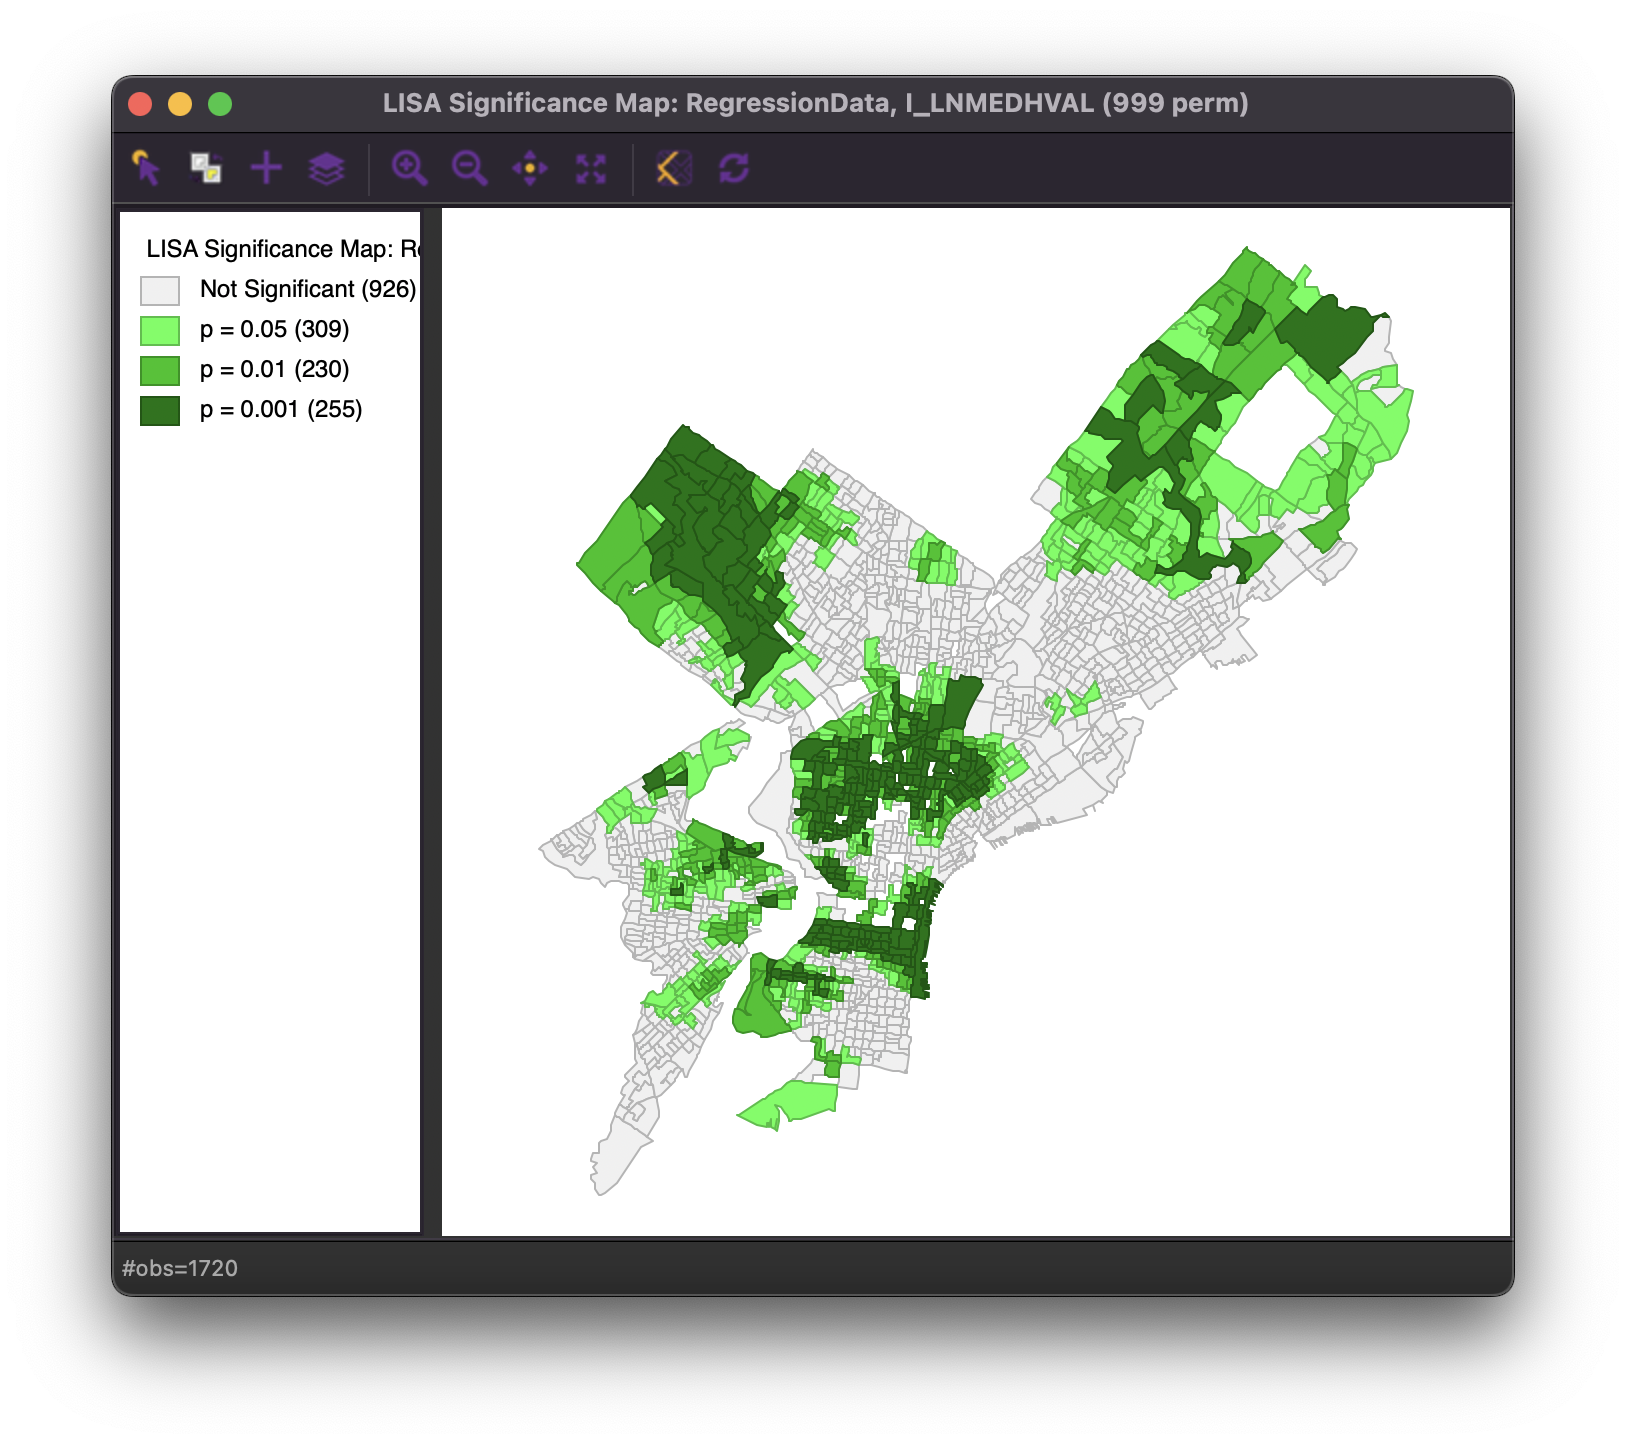 LISA Significance Map: RegressionData, I_LNMEDHVAL (999 perm)
LISA Significance Map: Re
Not Significant (926)
p = 0.05 (309)
p = 0.01 (230)
p = 0.001 (255)
#obs=1720